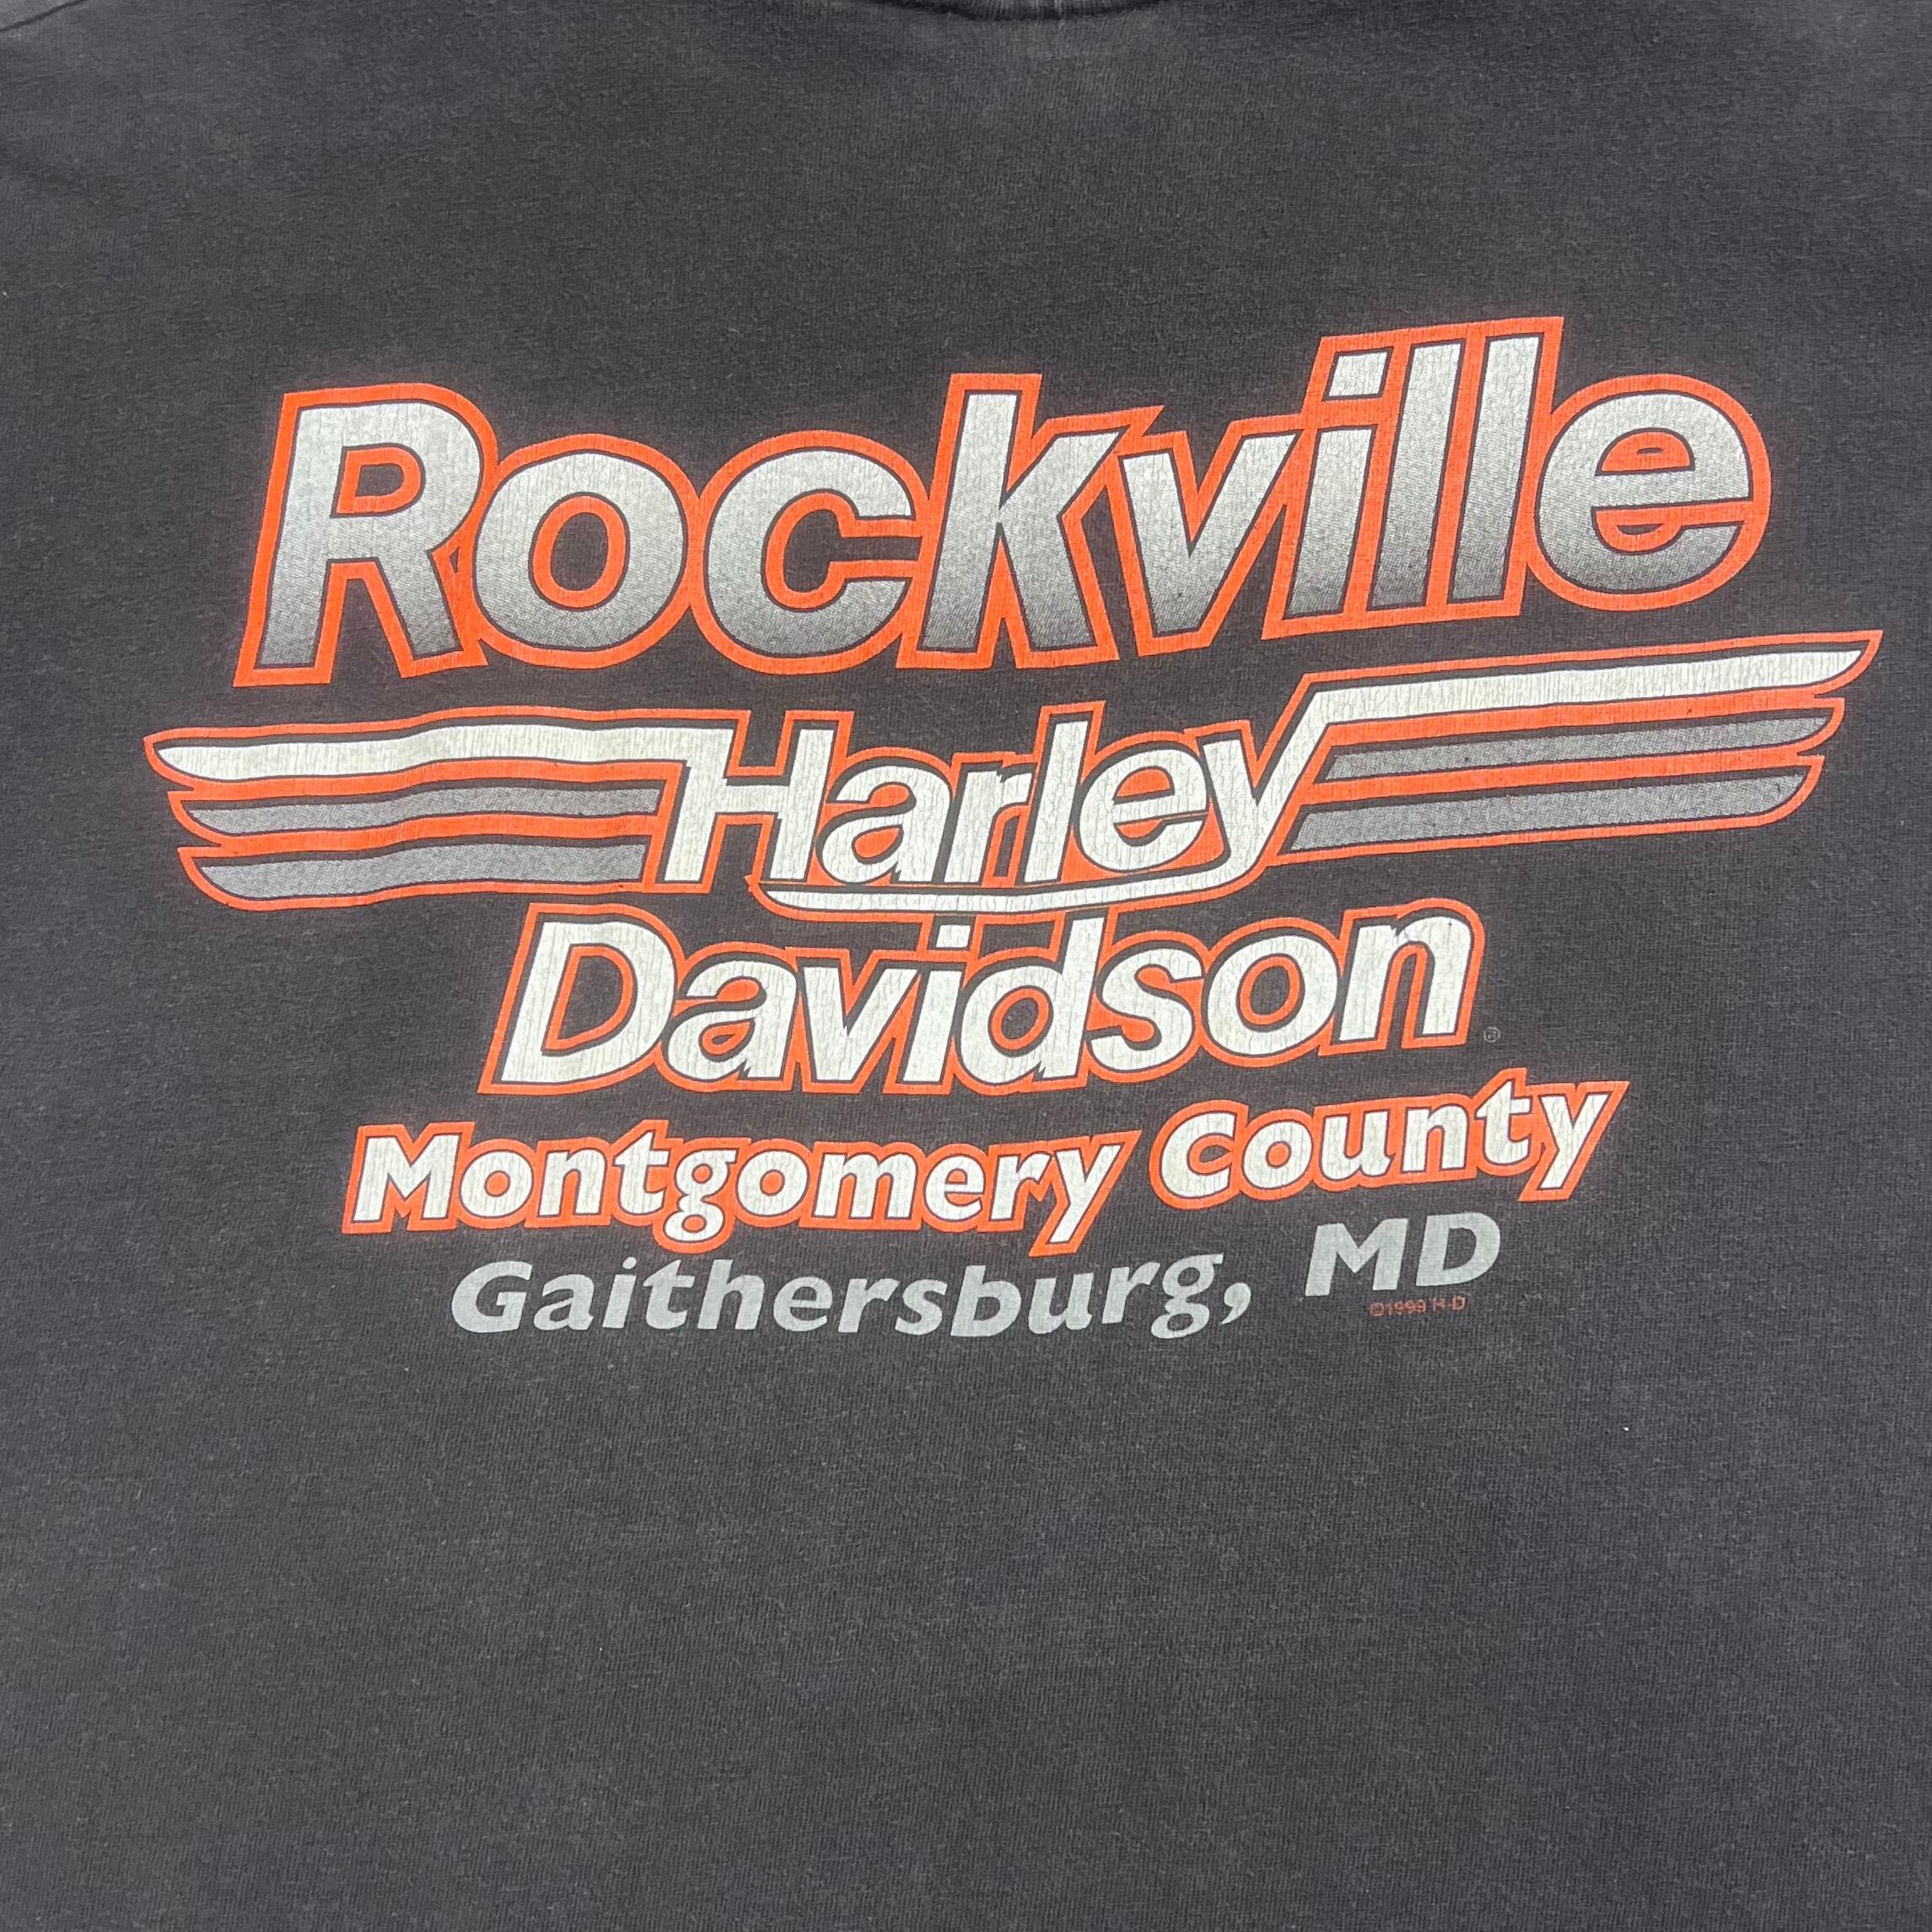 Rockville
Harley
Davidson®
Montgomery County
Gaithersburg, MD
©1999 H-D